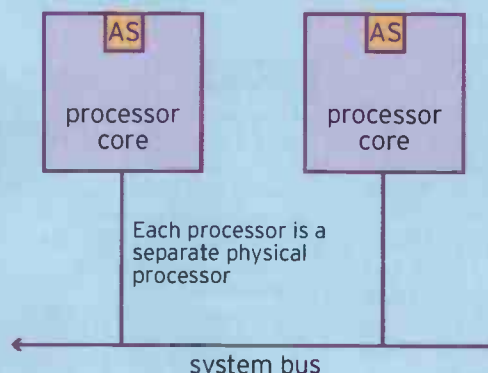 AS
processor
core
AS
processor
core
Each processor is a
separate physical
processor
system bus